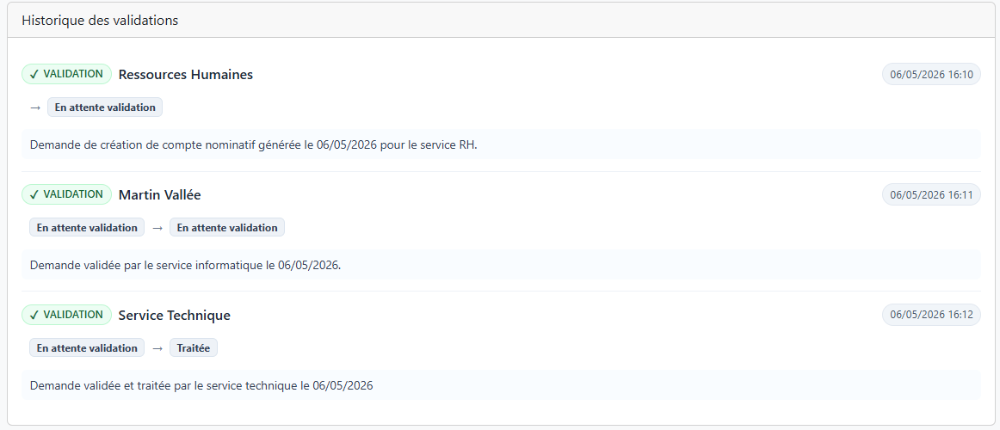 Historique des validations
✓ VALIDATION Ressources Humaines 06/05/2026 16:10
→ En attente validation
Demande de création de compte nominatif générée le 06/05/2026 pour le service RH.
✓ VALIDATION Martin Vallée 06/05/2026 16:11
En attente validation → En attente validation
Demande validée par le service informatique le 06/05/2026.
✓ VALIDATION Service Technique 06/05/2026 16:12
En attente validation → Traitée
Demande validée et traitée par le service technique le 06/05/2026